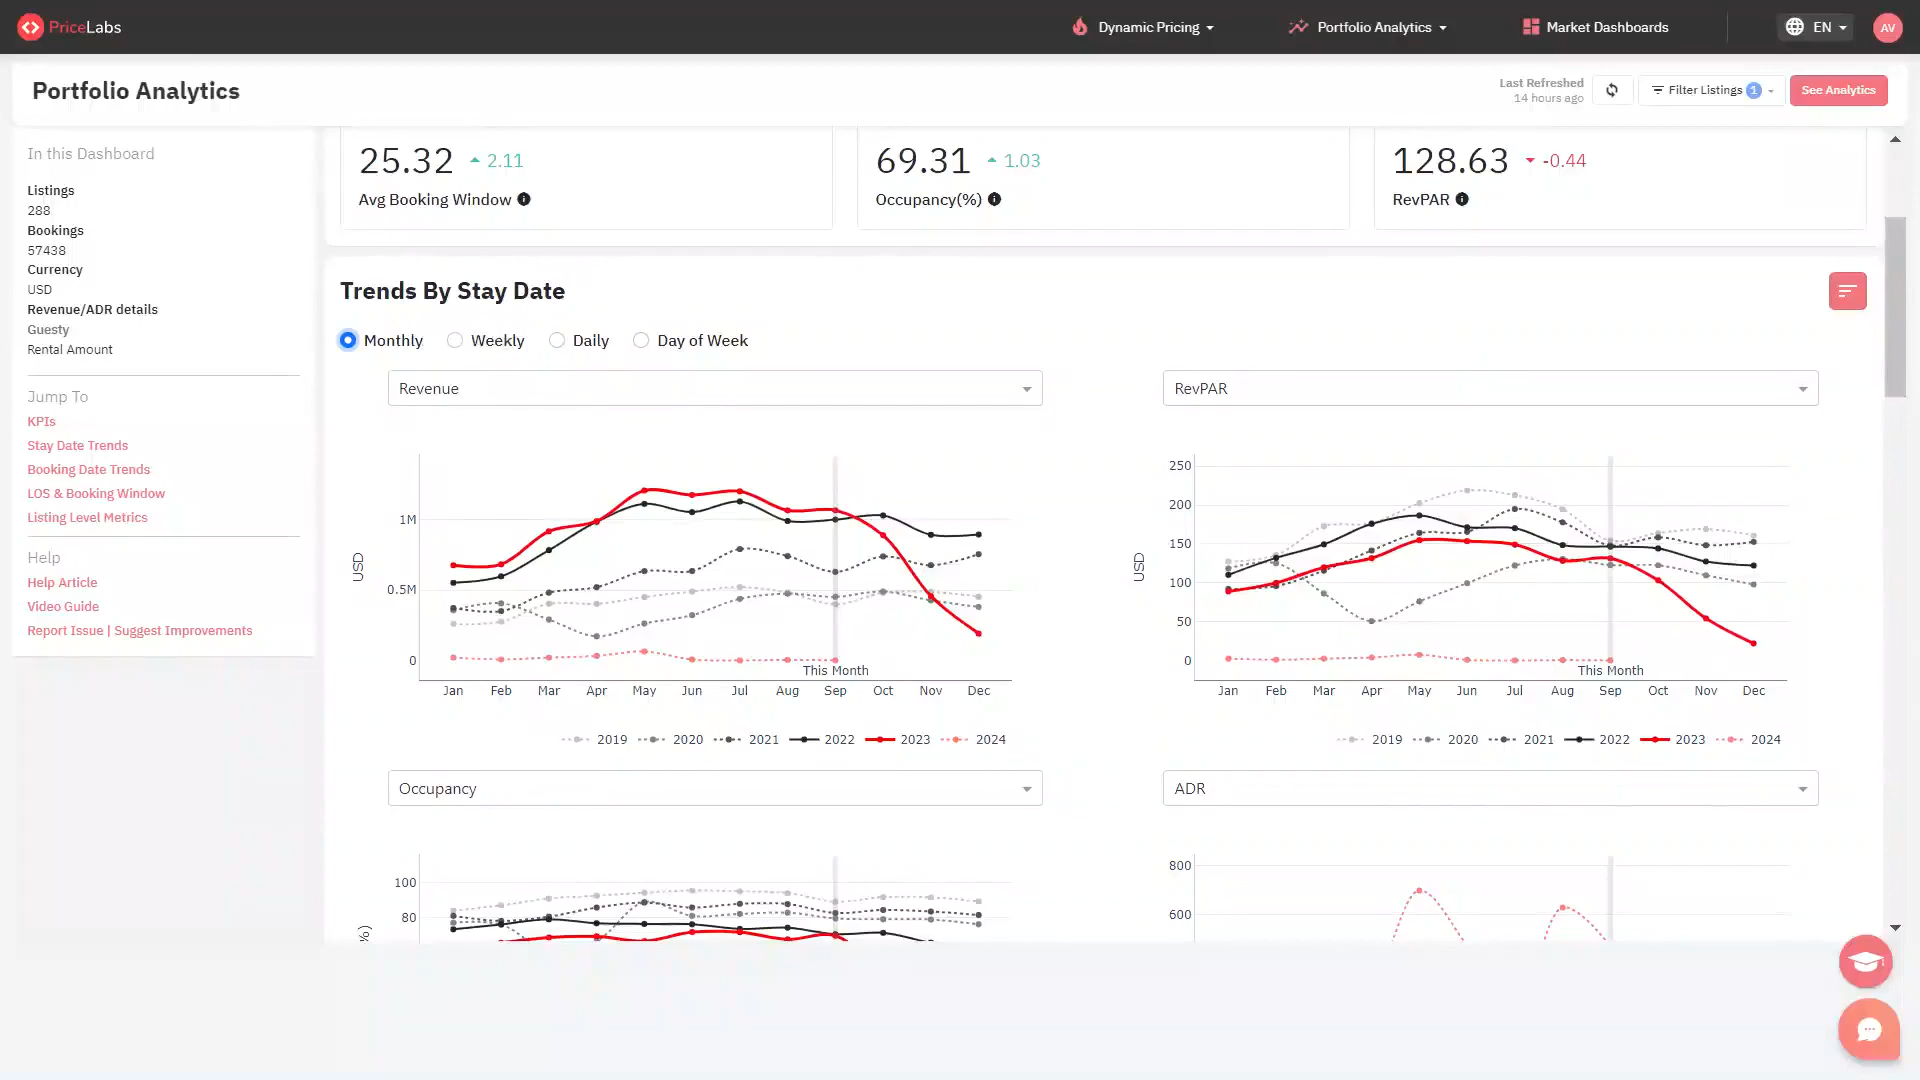 PriceLabs
Dynamic Pricing
Portfolio Analytics
Market Dashboards
EN
AV
Portfolio Analytics
Last Refreshed
14 hours ago
Filter Listings 1
See Analytics
In this Dashboard
Listings
288
Bookings
57438
Currency
USD
Revenue/ADR details
Guesty
Rental Amount
Jump To
KPIs
Stay Date Trends
Booking Date Trends
LOS & Booking Window
Listing Level Metrics
Help
Help Article
Video Guide
Report Issue | Suggest Improvements
25.32 2.11
Avg Booking Window
69.31 1.03
Occupancy(%)
128.63 -0.44
RevPAR
Trends By Stay Date
Monthly Weekly Daily Day of Week
Revenue
USD
1M
0.5M
0
This Month
Jan Feb Mar Apr May Jun Jul Aug Sep Oct Nov Dec
2019 2020 2021 2022 2023 2024
RevPAR
USD
250
200
150
100
50
0
This Month
Jan Feb Mar Apr May Jun Jul Aug Sep Oct Nov Dec
2019 2020 2021 2022 2023 2024
Occupancy
100
80
%)
ADR
800
600